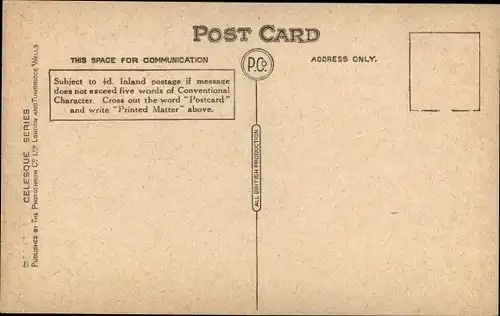 POST CARD
THIS SPACE FOR COMMUNICATION
P.Co.
ADDRESS ONLY.
Subject to ½d. Inland postage if message
does not exceed five words of Conventional
Character. Cross out the word "Postcard"
and write "Printed Matter" above.
ALL BRITISH PRODUCTION
CELESQUE SERIES
PUBLISHED BY THE PHOTOCHROM CO. LTD. LONDON AND TUNBRIDGE WELLS